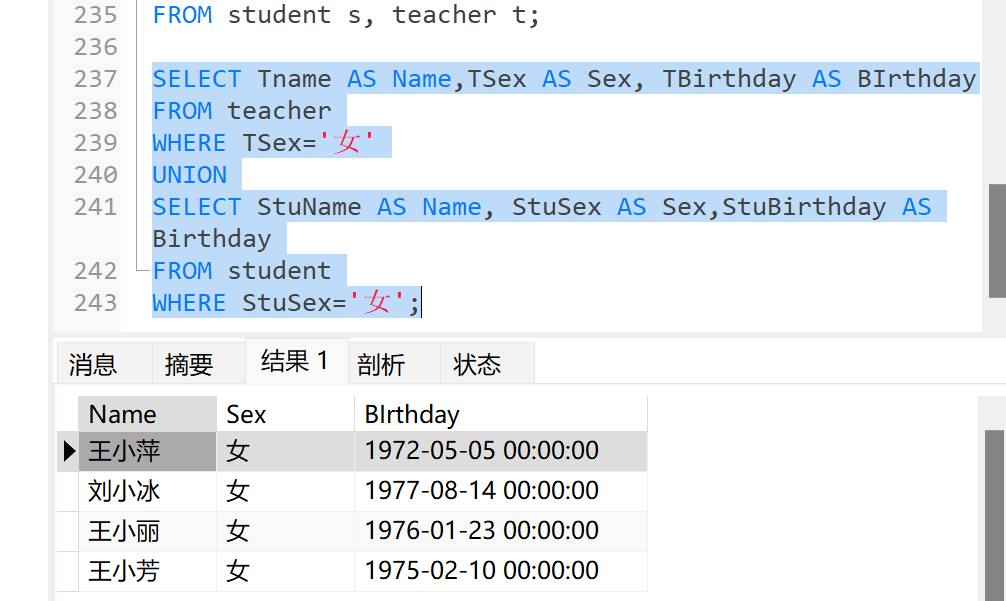 235 FROM student s, teacher t;
236
237 SELECT Tname AS Name,TSex AS Sex, TBirthday AS BIrthday
238 FROM teacher
239 WHERE TSex='女'
240 UNION
241 SELECT StuName AS Name, StuSex AS Sex,StuBirthday AS
Birthday
242 FROM student
243 WHERE StuSex='女';
消息 摘要 结果 1 剖析 状态
Name Sex BIrthday
王小萍 女 1972-05-05 00:00:00
刘小冰 女 1977-08-14 00:00:00
王小丽 女 1976-01-23 00:00:00
王小芳 女 1975-02-10 00:00:00